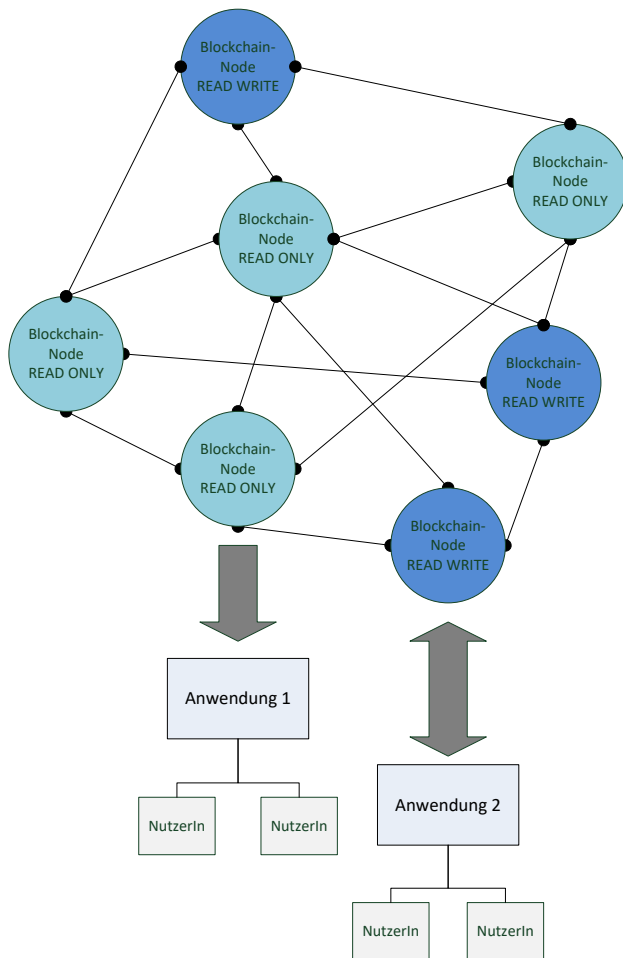 Blockchain-
Node
READ WRITE
Blockchain-
Node
READ ONLY
Blockchain-
Node
READ ONLY
Blockchain-
Node
READ ONLY
Blockchain-
Node
READ WRITE
Blockchain-
Node
READ ONLY
Blockchain-
Node
READ WRITE
Anwendung 1
NutzerIn
NutzerIn
Anwendung 2
NutzerIn
NutzerIn